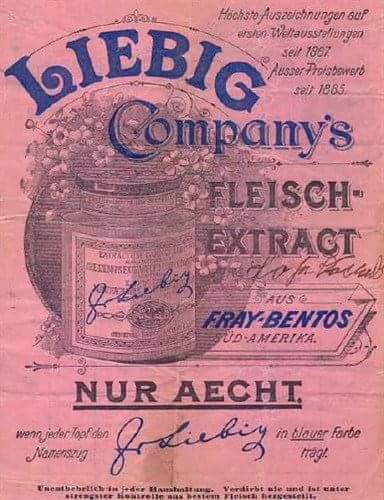 Höchste Auszeichnungen auf
ersten Weltausstellungen
seit 1867
Ausser Preisbewerb
seit 1885.
LIEBIG
Company's
FLEISCH-
EXTRACT
AUS
FRAY-BENTOS
SÜD-AMERIKA.
EXTRACTUM
J v Liebig
NUR AECHT,
wenn jeder Topf den
Namenszug
J v Liebig
in blauer Farbe
trägt.
Unentbehrlich in jeder Haushaltung. Verdirbt nie und ist unter
strengster Kontrolle aus bestem Fleisch hergestellt.